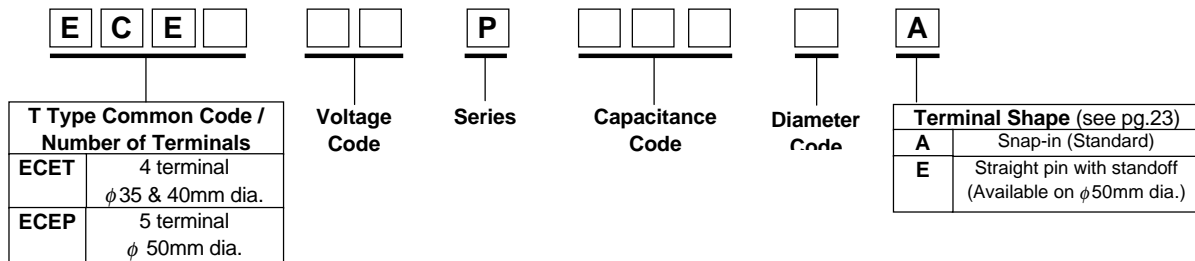 E C E P A
T Type Common Code /
Number of Terminals
ECET 4 terminal
ϕ35 & 40mm dia.
ECEP 5 terminal
ϕ 50mm dia.
Voltage
Code
Series
Capacitance
Code
Diameter
Code
Terminal Shape (see pg.23)
A Snap-in (Standard)
E Straight pin with standoff
(Available on ϕ50mm dia.)